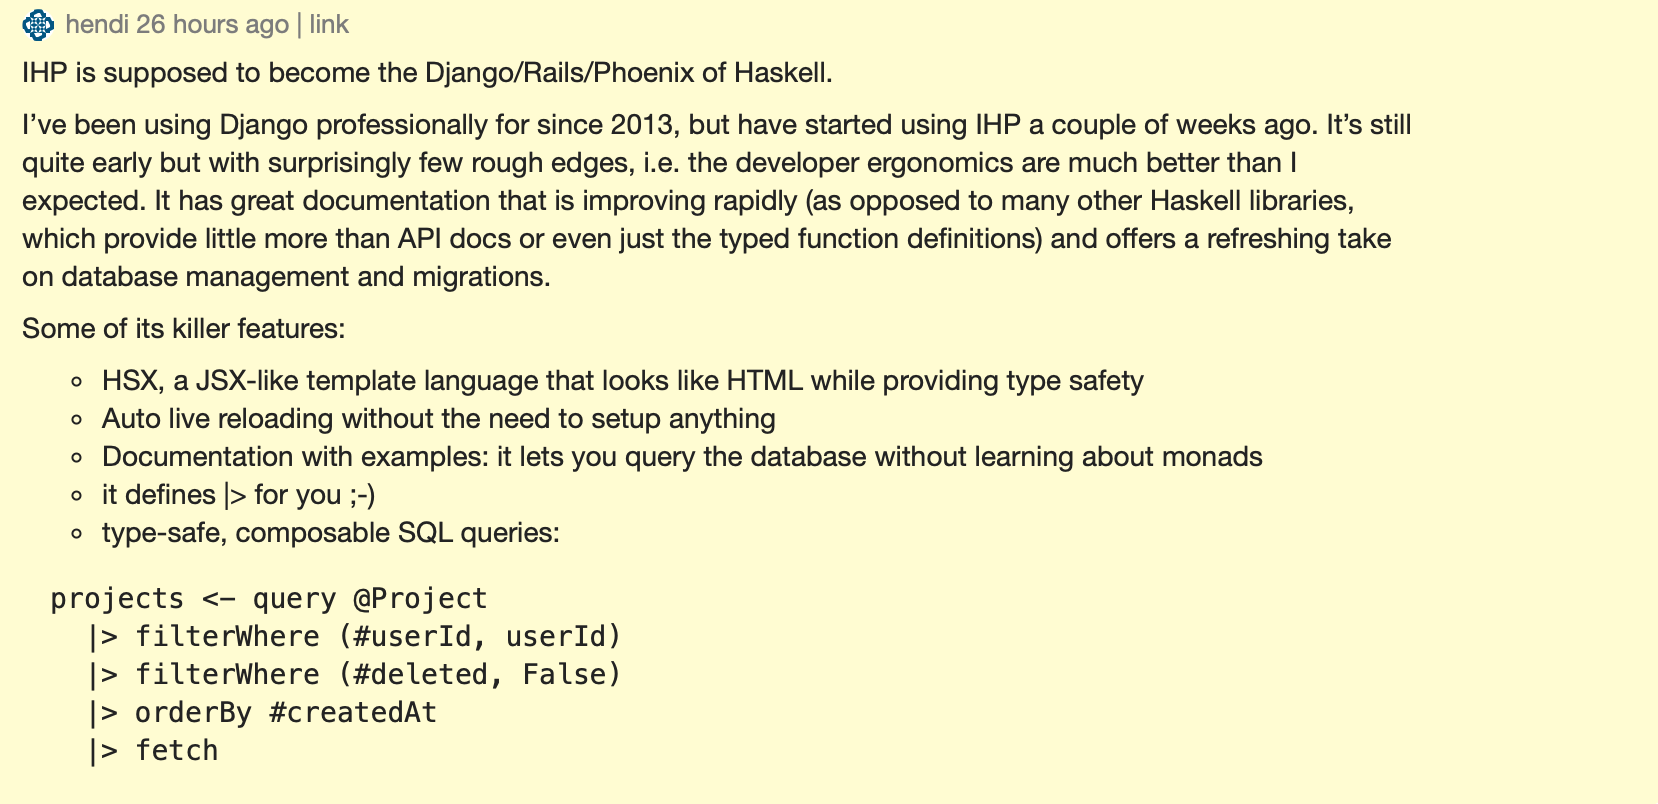 hendi 26 hours ago | link
IHP is supposed to become the Django/Rails/Phoenix of Haskell.
I’ve been using Django professionally for since 2013, but have started using IHP a couple of weeks ago. It’s still
quite early but with surprisingly few rough edges, i.e. the developer ergonomics are much better than I
expected. It has great documentation that is improving rapidly (as opposed to many other Haskell libraries,
which provide little more than API docs or even just the typed function definitions) and offers a refreshing take
on database management and migrations.
Some of its killer features:
◦ HSX, a JSX-like template language that looks like HTML while providing type safety
◦ Auto live reloading without the need to setup anything
◦ Documentation with examples: it lets you query the database without learning about monads
◦ it defines |> for you ;-)
◦ type-safe, composable SQL queries:
projects <- query @Project
  |> filterWhere (#userId, userId)
  |> filterWhere (#deleted, False)
  |> orderBy #createdAt
  |> fetch